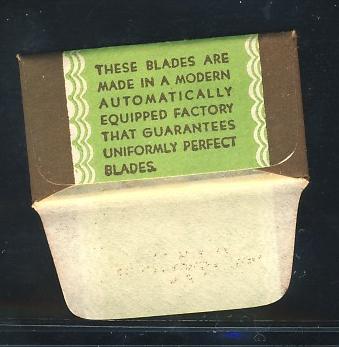 THESE BLADES ARE
MADE IN A MODERN
AUTOMATICALLY
EQUIPPED FACTORY
THAT GUARANTEES
UNIFORMLY PERFECT
BLADES.